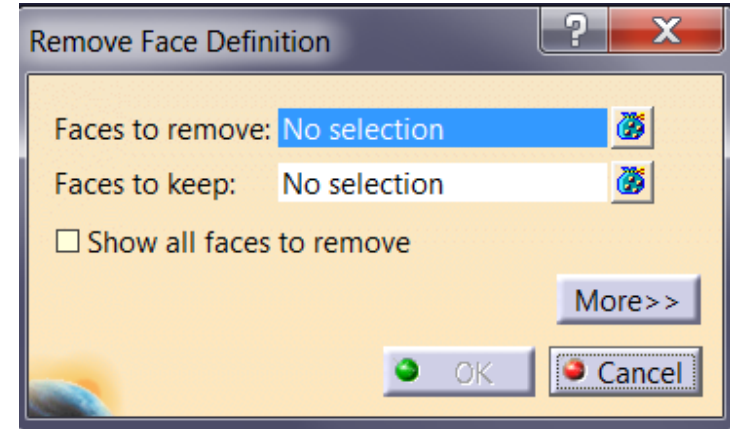 Remove Face Definition
Faces to remove: No selection
Faces to keep: No selection
Show all faces to remove
More>>
OK Cancel